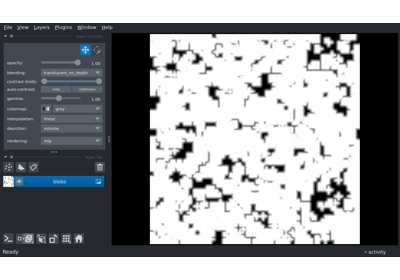 File View Layers Plugins Window Help
opacity: 1.00
blending: translucent_no_depth
contrast limits:
auto-contrast: once continuous
gamma: 1.00
colormap: gray
interpolation: linear
depiction: volume
rendering: mip
blobs
Ready
activity